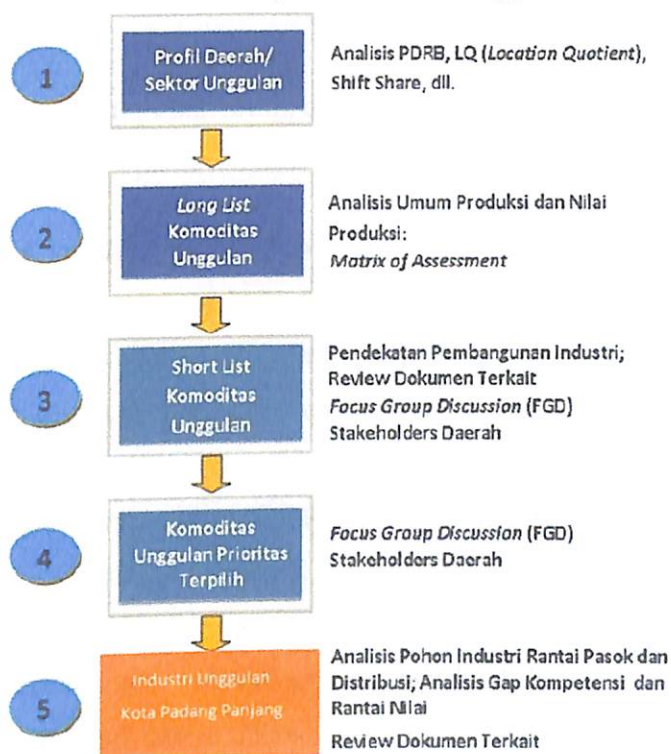 1
Profil Daerah/
Sektor Unggulan
Analisis PDRB, LQ (Location Quotient),
Shift Share, dll.
2
Long List
Komoditas
Unggulan
Analisis Umum Produksi dan Nilai
Produksi:
Matrix of Assessment
3
Short List
Komoditas
Unggulan
Pendekatan Pembangunan Industri;
Review Dokumen Terkait
Focus Group Discussion (FGD)
Stakeholders Daerah
4
Komoditas
Unggulan Prioritas
Terpilih
Focus Group Discussion (FGD)
Stakeholders Daerah
5
Industri Unggulan
Kota Padang Panjang
Analisis Pohon Industri Rantai Pasok dan
Distribusi; Analisis Gap Kompetensi dan
Rantai Nilai
Review Dokumen Terkait